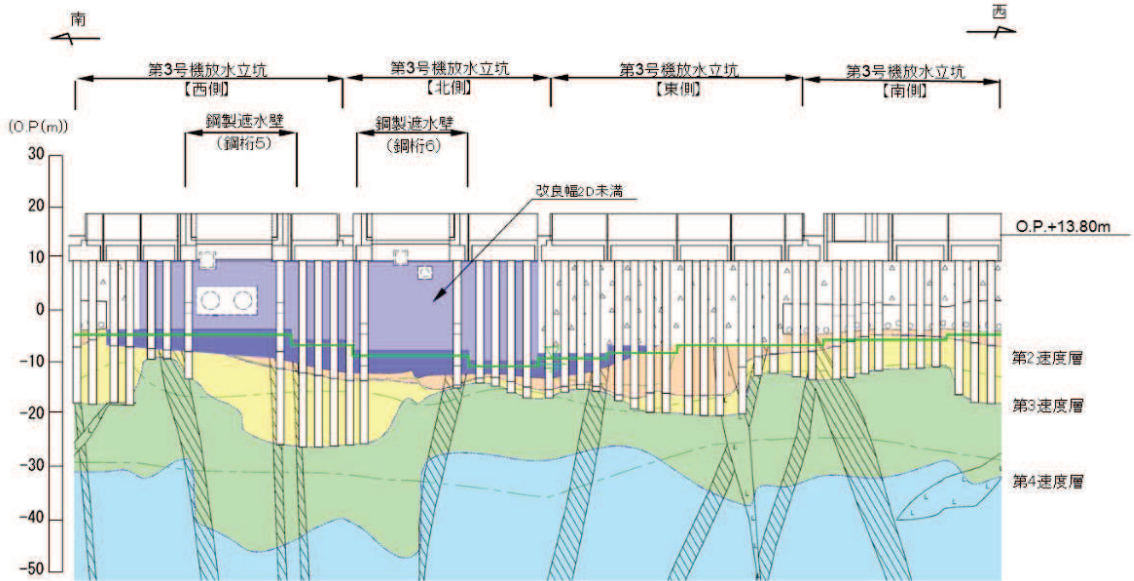 南
西
第3号機放水立坑
【西側】
第3号機放水立坑
【北側】
第3号機放水立坑
【東側】
第3号機放水立坑
【南側】
鋼製遮水壁
(鋼桁5)
鋼製遮水壁
(鋼桁6)
(O.P(m))
改良幅2D未満
O.P.+13.80m
30
20
10
0
-10
-20
-30
-40
-50
第2速度層
第3速度層
第4速度層